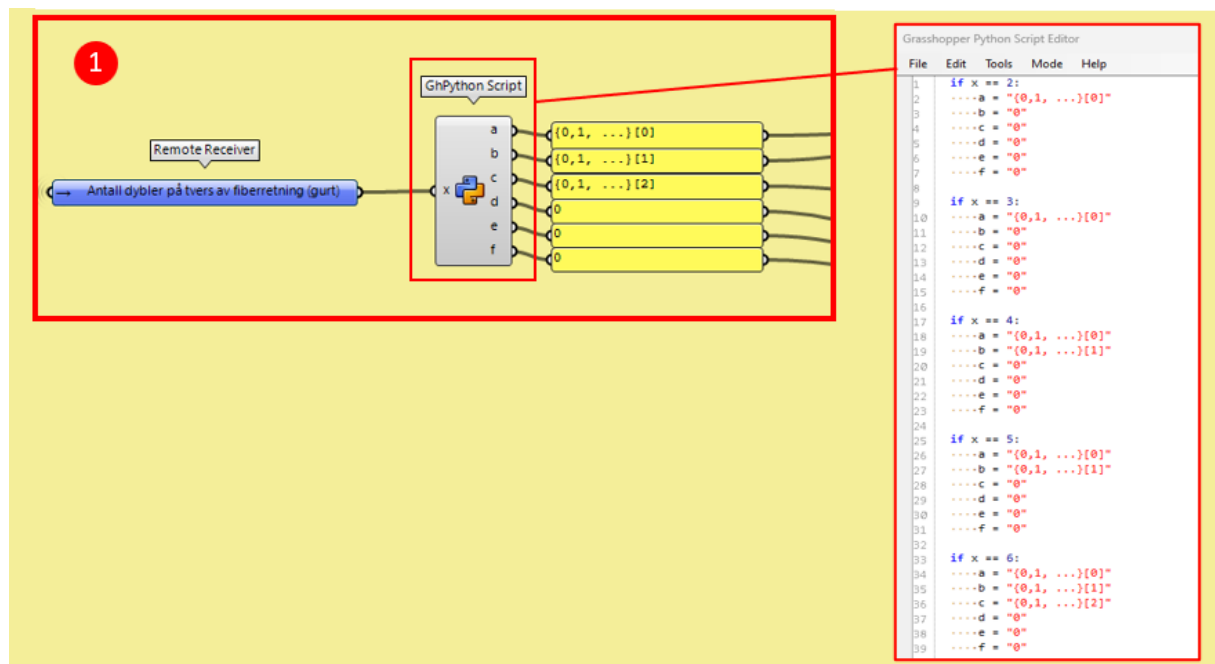 1
GhPython Script
Remote Receiver
Antall dybler på tvers av fiberretning (gurt)
x
a
b
c
d
e
f
{0,1, ...}[0]
{0,1, ...}[1]
{0,1, ...}[2]
0
0
0
Grasshopper Python Script Editor
File Edit Tools Mode Help
1 if x == 2:
2 ····a = "{0,1, ...}[0]"
3 ····b = "0"
4 ····c = "0"
5 ····d = "0"
6 ····e = "0"
7 ····f = "0"
8
9 if x == 3:
10 ····a = "{0,1, ...}[0]"
11 ····b = "0"
12 ····c = "0"
13 ····d = "0"
14 ····e = "0"
15 ····f = "0"
16
17 if x == 4:
18 ····a = "{0,1, ...}[0]"
19 ····b = "{0,1, ...}[1]"
20 ····c = "0"
21 ····d = "0"
22 ····e = "0"
23 ····f = "0"
24
25 if x == 5:
26 ····a = "{0,1, ...}[0]"
27 ····b = "{0,1, ...}[1]"
28 ····c = "0"
29 ····d = "0"
30 ····e = "0"
31 ····f = "0"
32
33 if x == 6:
34 ····a = "{0,1, ...}[0]"
35 ····b = "{0,1, ...}[1]"
36 ····c = "{0,1, ...}[2]"
37 ····d = "0"
38 ····e = "0"
39 ····f = "0"